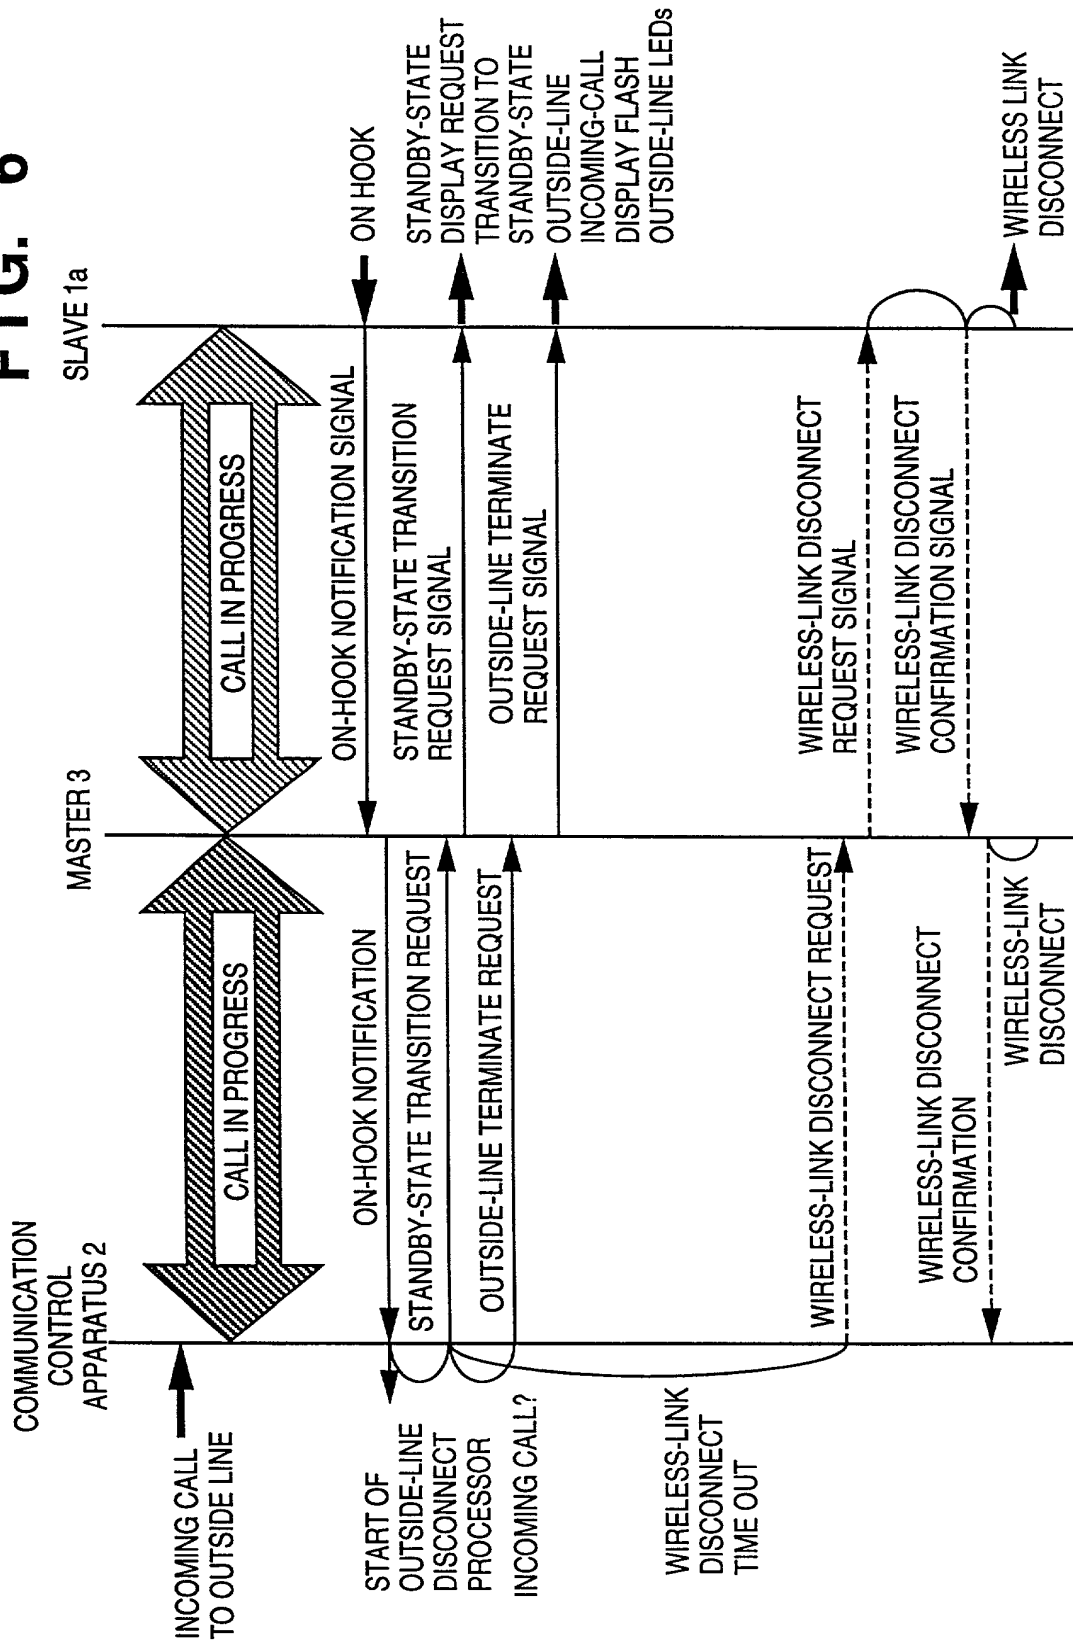 FIG. 6
COMMUNICATION
CONTROL
APPARATUS 2
MASTER 3
SLAVE 1a
INCOMING CALL
TO OUTSIDE LINE
CALL IN PROGRESS
CALL IN PROGRESS
ON HOOK
ON-HOOK NOTIFICATION SIGNAL
ON-HOOK NOTIFICATION
START OF
OUTSIDE-LINE
DISCONNECT
PROCESSOR
STANDBY-STATE TRANSITION REQUEST
STANDBY-STATE TRANSITION
REQUEST SIGNAL
STANDBY-STATE
DISPLAY REQUEST
TRANSITION TO
STANDBY-STATE
INCOMING CALL?
OUTSIDE-LINE TERMINATE REQUEST
OUTSIDE-LINE TERMINATE
REQUEST SIGNAL
OUTSIDE-LINE
INCOMING-CALL
DISPLAY FLASH
OUTSIDE-LINE LEDs
WIRELESS-LINK
DISCONNECT
TIME OUT
WIRELESS-LINK DISCONNECT REQUEST
WIRELESS-LINK DISCONNECT
REQUEST SIGNAL
WIRELESS-LINK DISCONNECT
CONFIRMATION SIGNAL
WIRELESS-LINK DISCONNECT
CONFIRMATION
WIRELESS-LINK
DISCONNECT
WIRELESS LINK
DISCONNECT